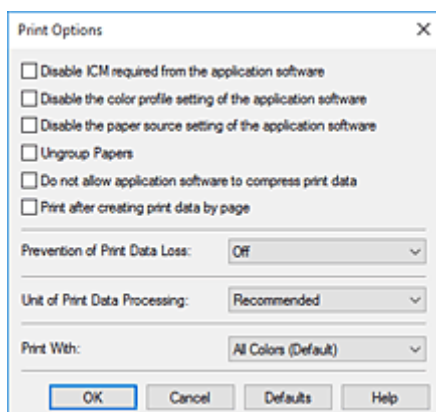 Print Options
Disable ICM required from the application software
Disable the color profile setting of the application software
Disable the paper source setting of the application software
Ungroup Papers
Do not allow application software to compress print data
Print after creating print data by page
Prevention of Print Data Loss: Off
Unit of Print Data Processing: Recommended
Print With: All Colors (Default)
OK Cancel Defaults Help